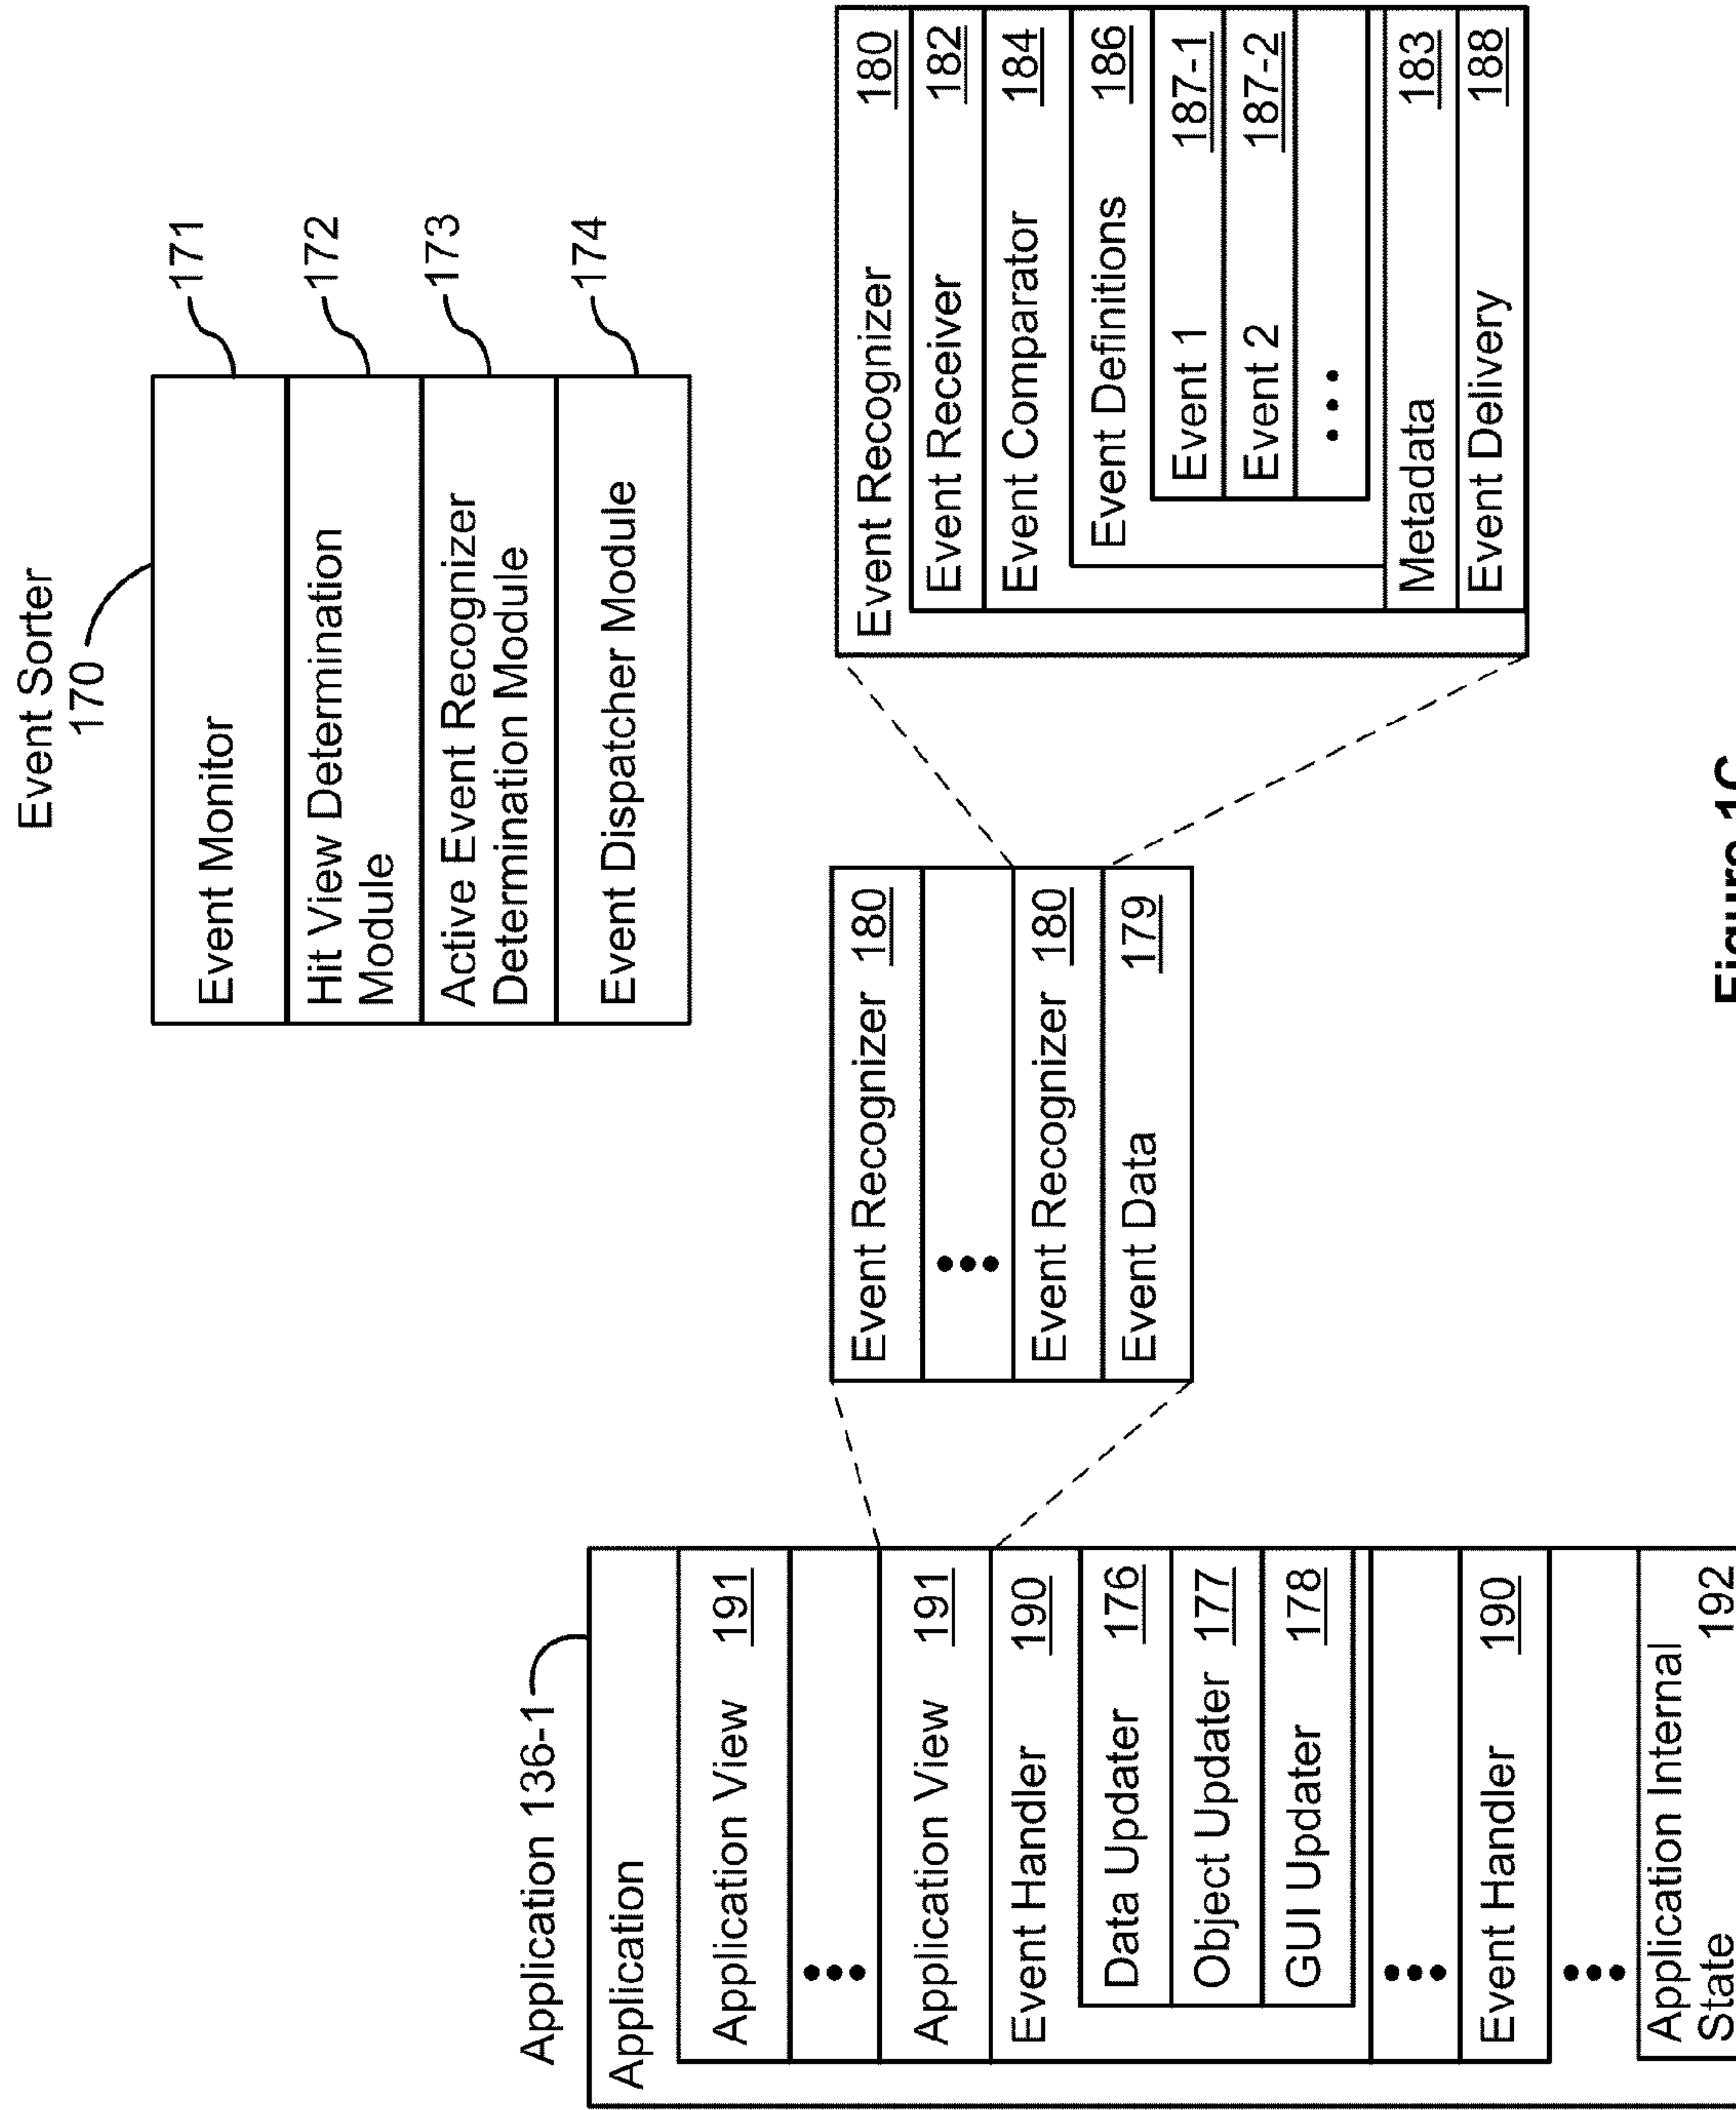 Event Sorter
170
Event Monitor
171
Hit View Determination
Module
172
Active Event Recognizer
Determination Module
173
Event Dispatcher Module
174
Application 136-1
Application
Application View 191
•••
Application View 191
Event Handler 190
Data Updater 176
Object Updater 177
GUI Updater 178
•••
Event Handler 190
•••
Application Internal
State 192
Event Recognizer 180
•••
Event Recognizer 180
Event Data 179
Event Recognizer 180
Event Receiver 182
Event Comparator 184
Event Definitions 186
Event 1 187-1
Event 2 187-2
•••
Metadata 183
Event Delivery 188
Figure 1C